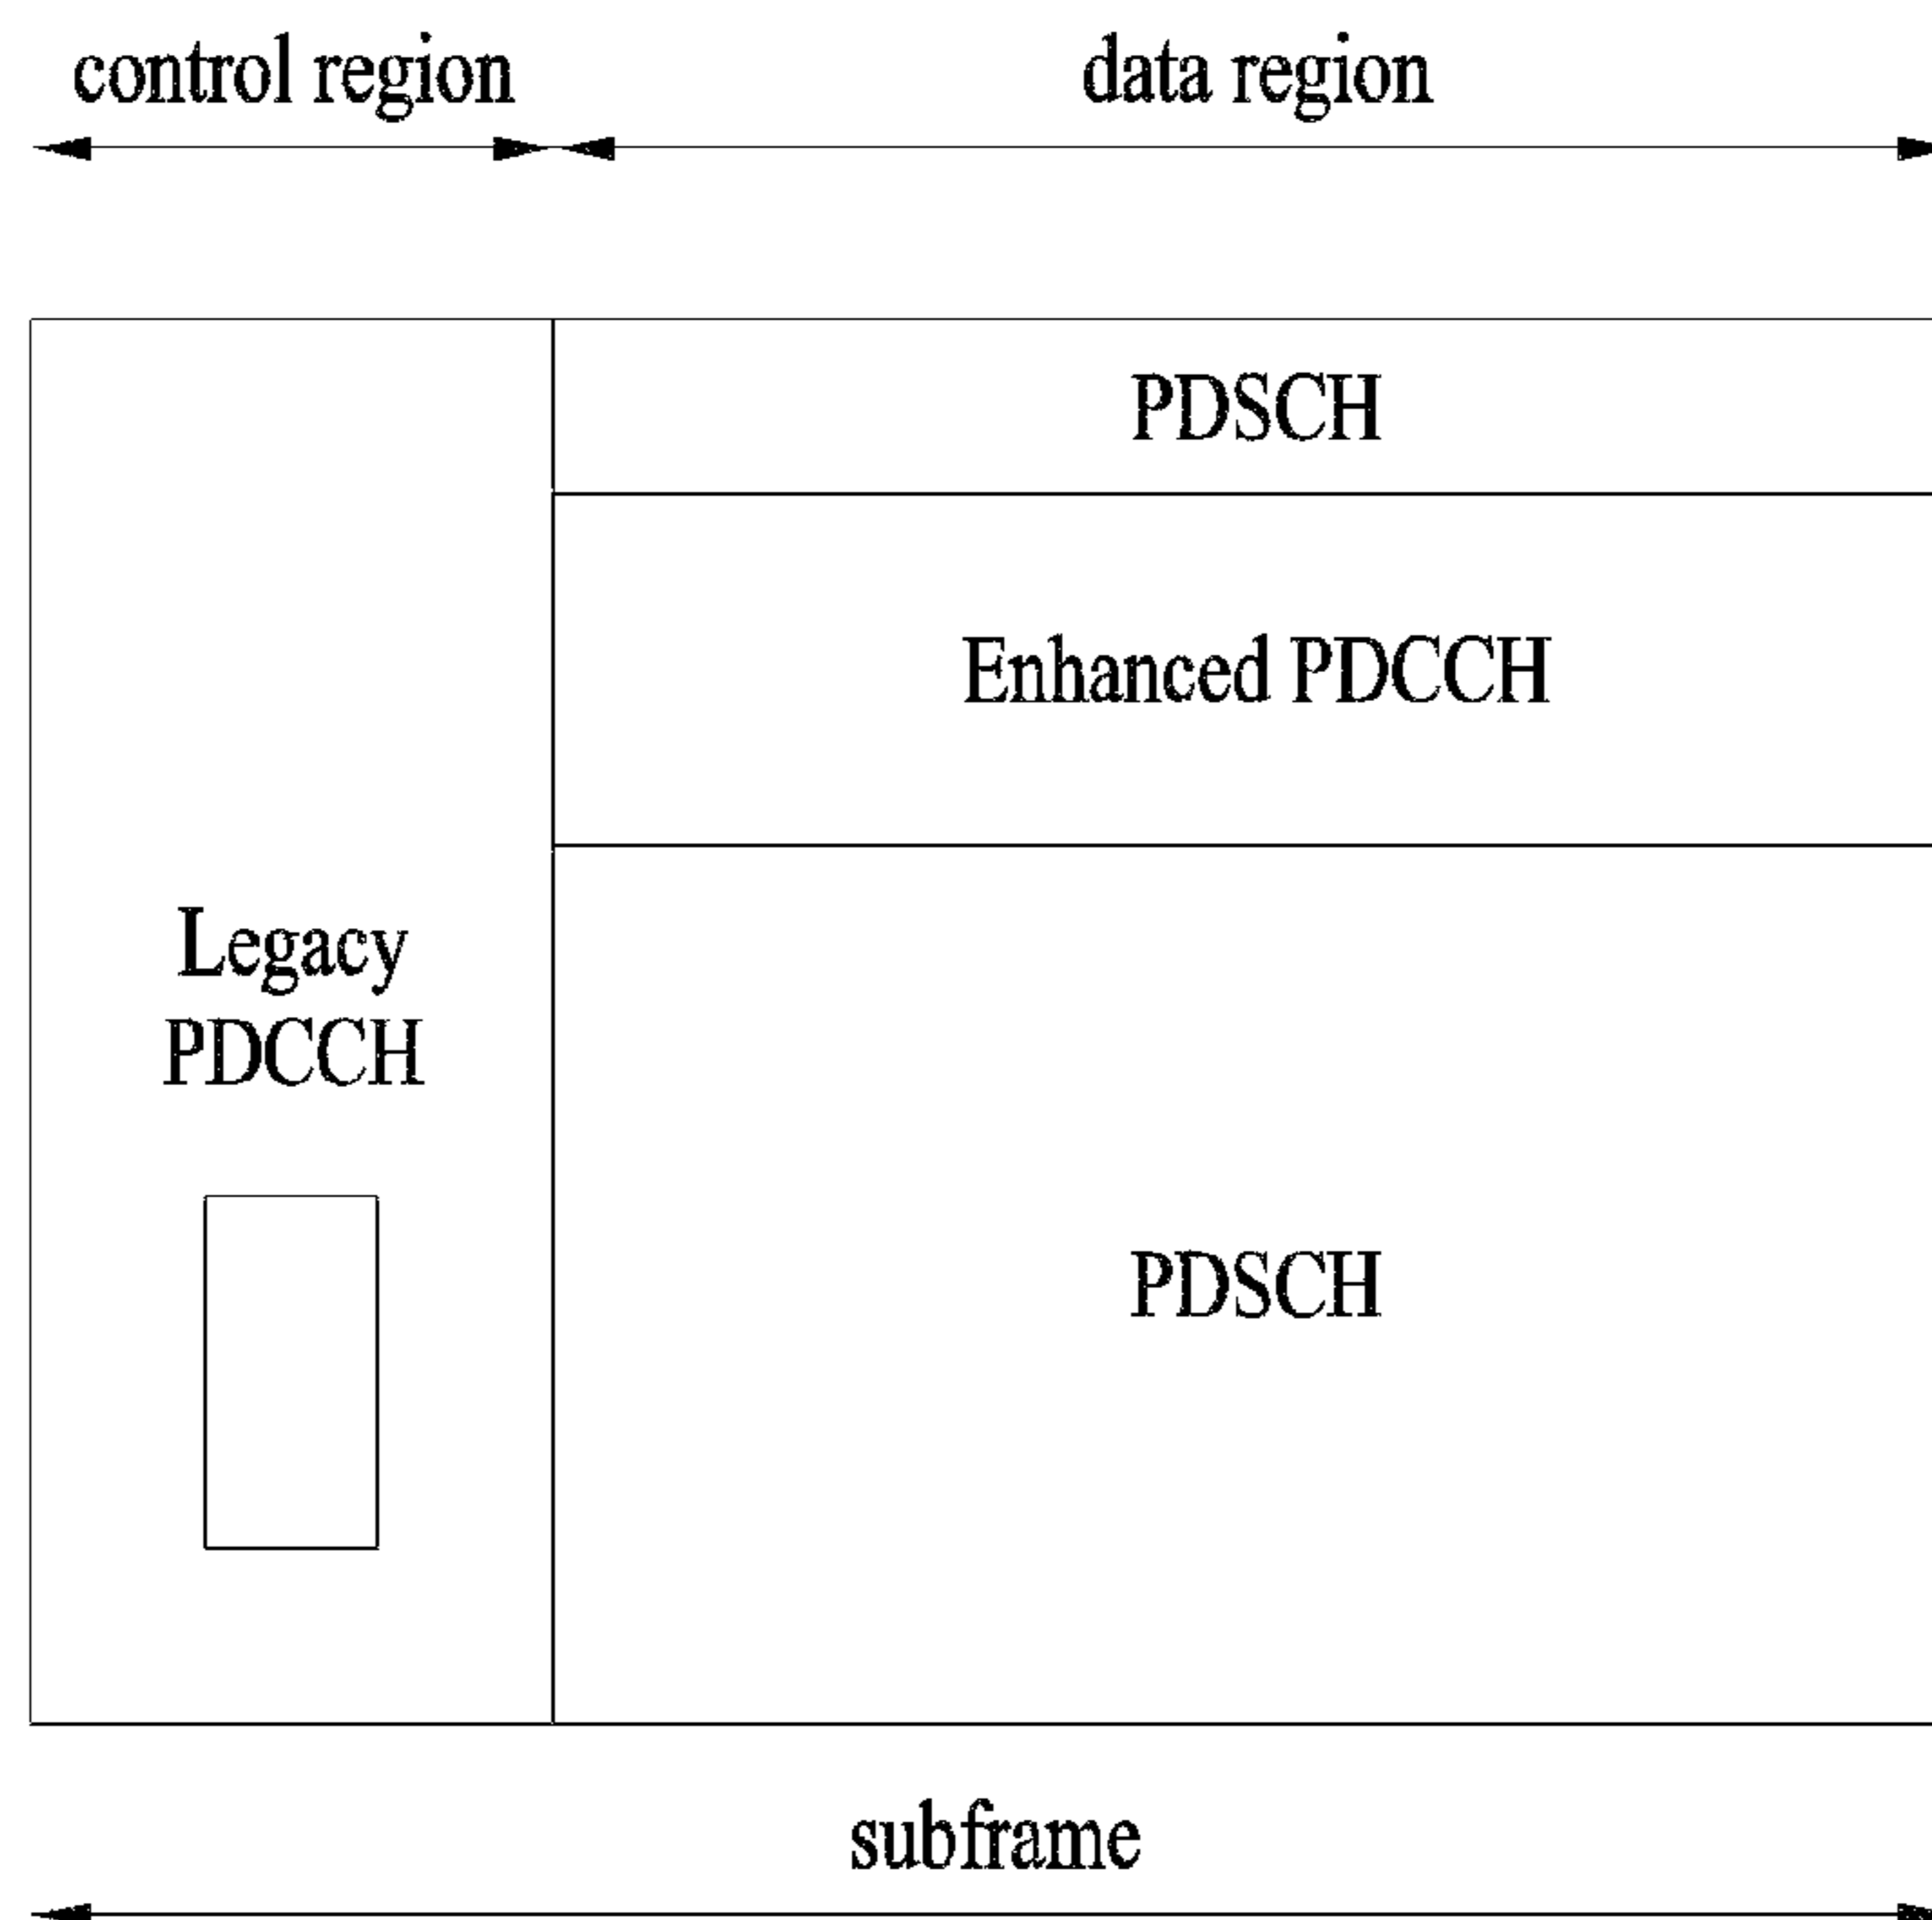 control region
data region
PDSCH
Enhanced PDCCH
Legacy
PDCCH
PDSCH
subframe